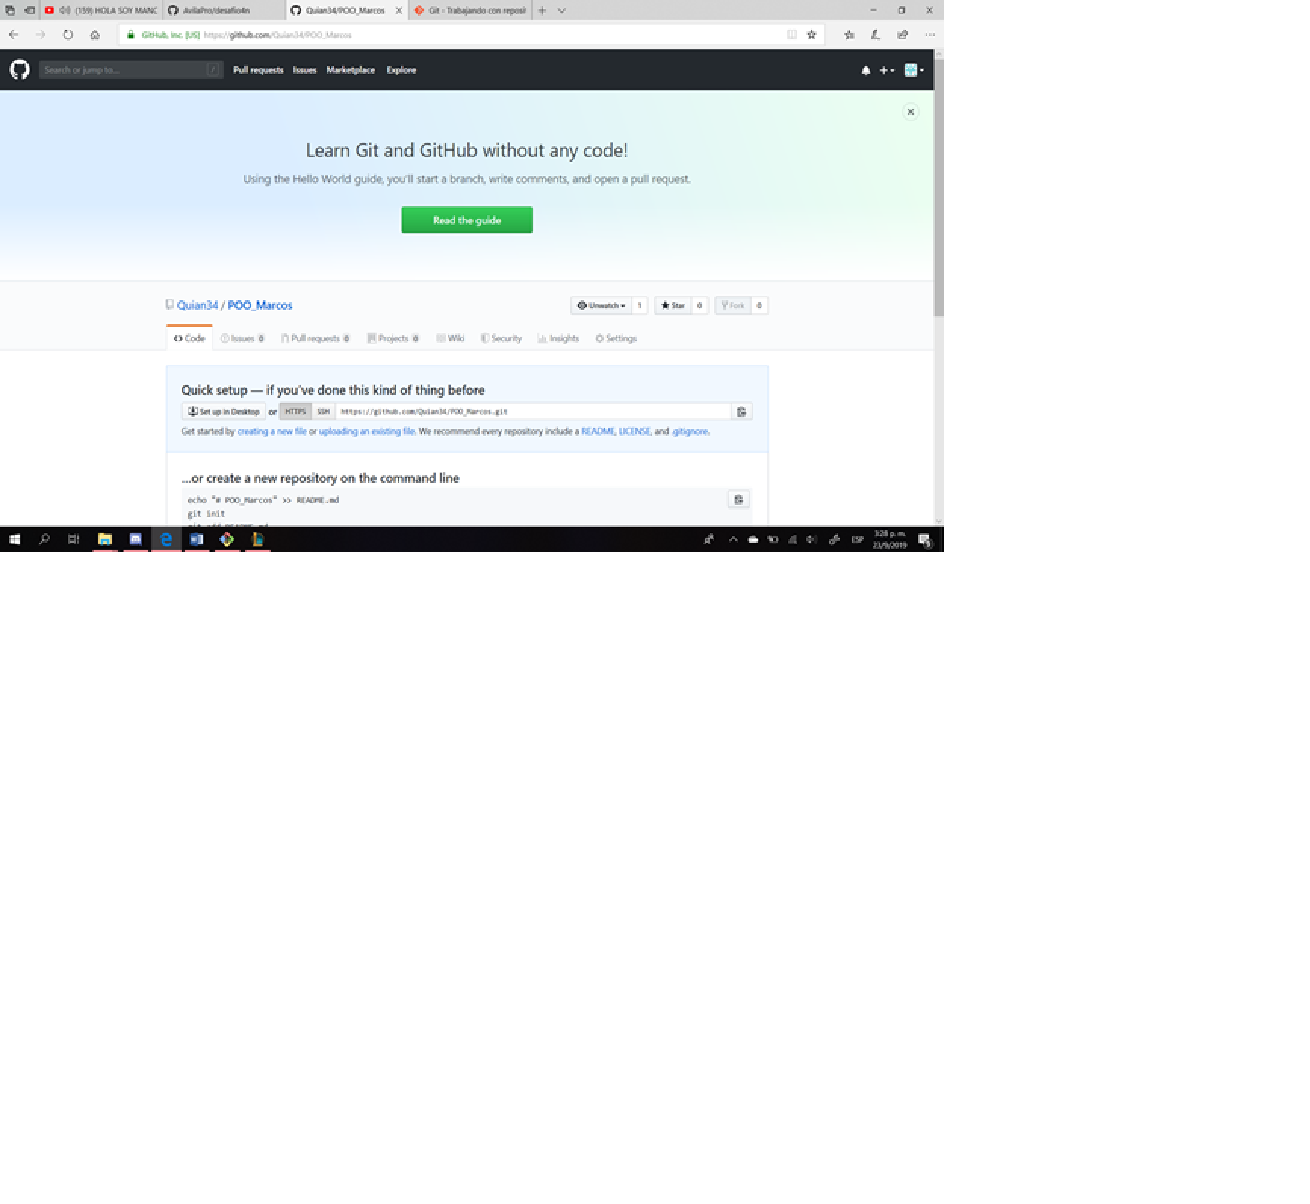 (159) HOLA SOY MANC
AvilaPro/desafio4n
Quian34/POO_Marcos
Git - Trabajando con reposi
GitHub, Inc. [US] https://github.com/Quian34/POO_Marcos
Search or jump to... /
Pull requests Issues Marketplace Explore
Learn Git and GitHub without any code!
Using the Hello World guide, you'll start a branch, write comments, and open a pull request.
Read the guide
Quian34 / POO_Marcos
Unwatch 1 Star 0 Fork 0
Code Issues 0 Pull requests 0 Projects 0 Wiki Security Insights Settings
Quick setup — if you've done this kind of thing before
Set up in Desktop or HTTPS SSH https://github.com/Quian34/POO_Marcos.git
Get started by creating a new file or uploading an existing file. We recommend every repository include a README, LICENSE, and .gitignore.
...or create a new repository on the command line
echo "# POO_Marcos" >> README.md
git init
git add README.md
ESP
3:28 p. m.
23/9/2019